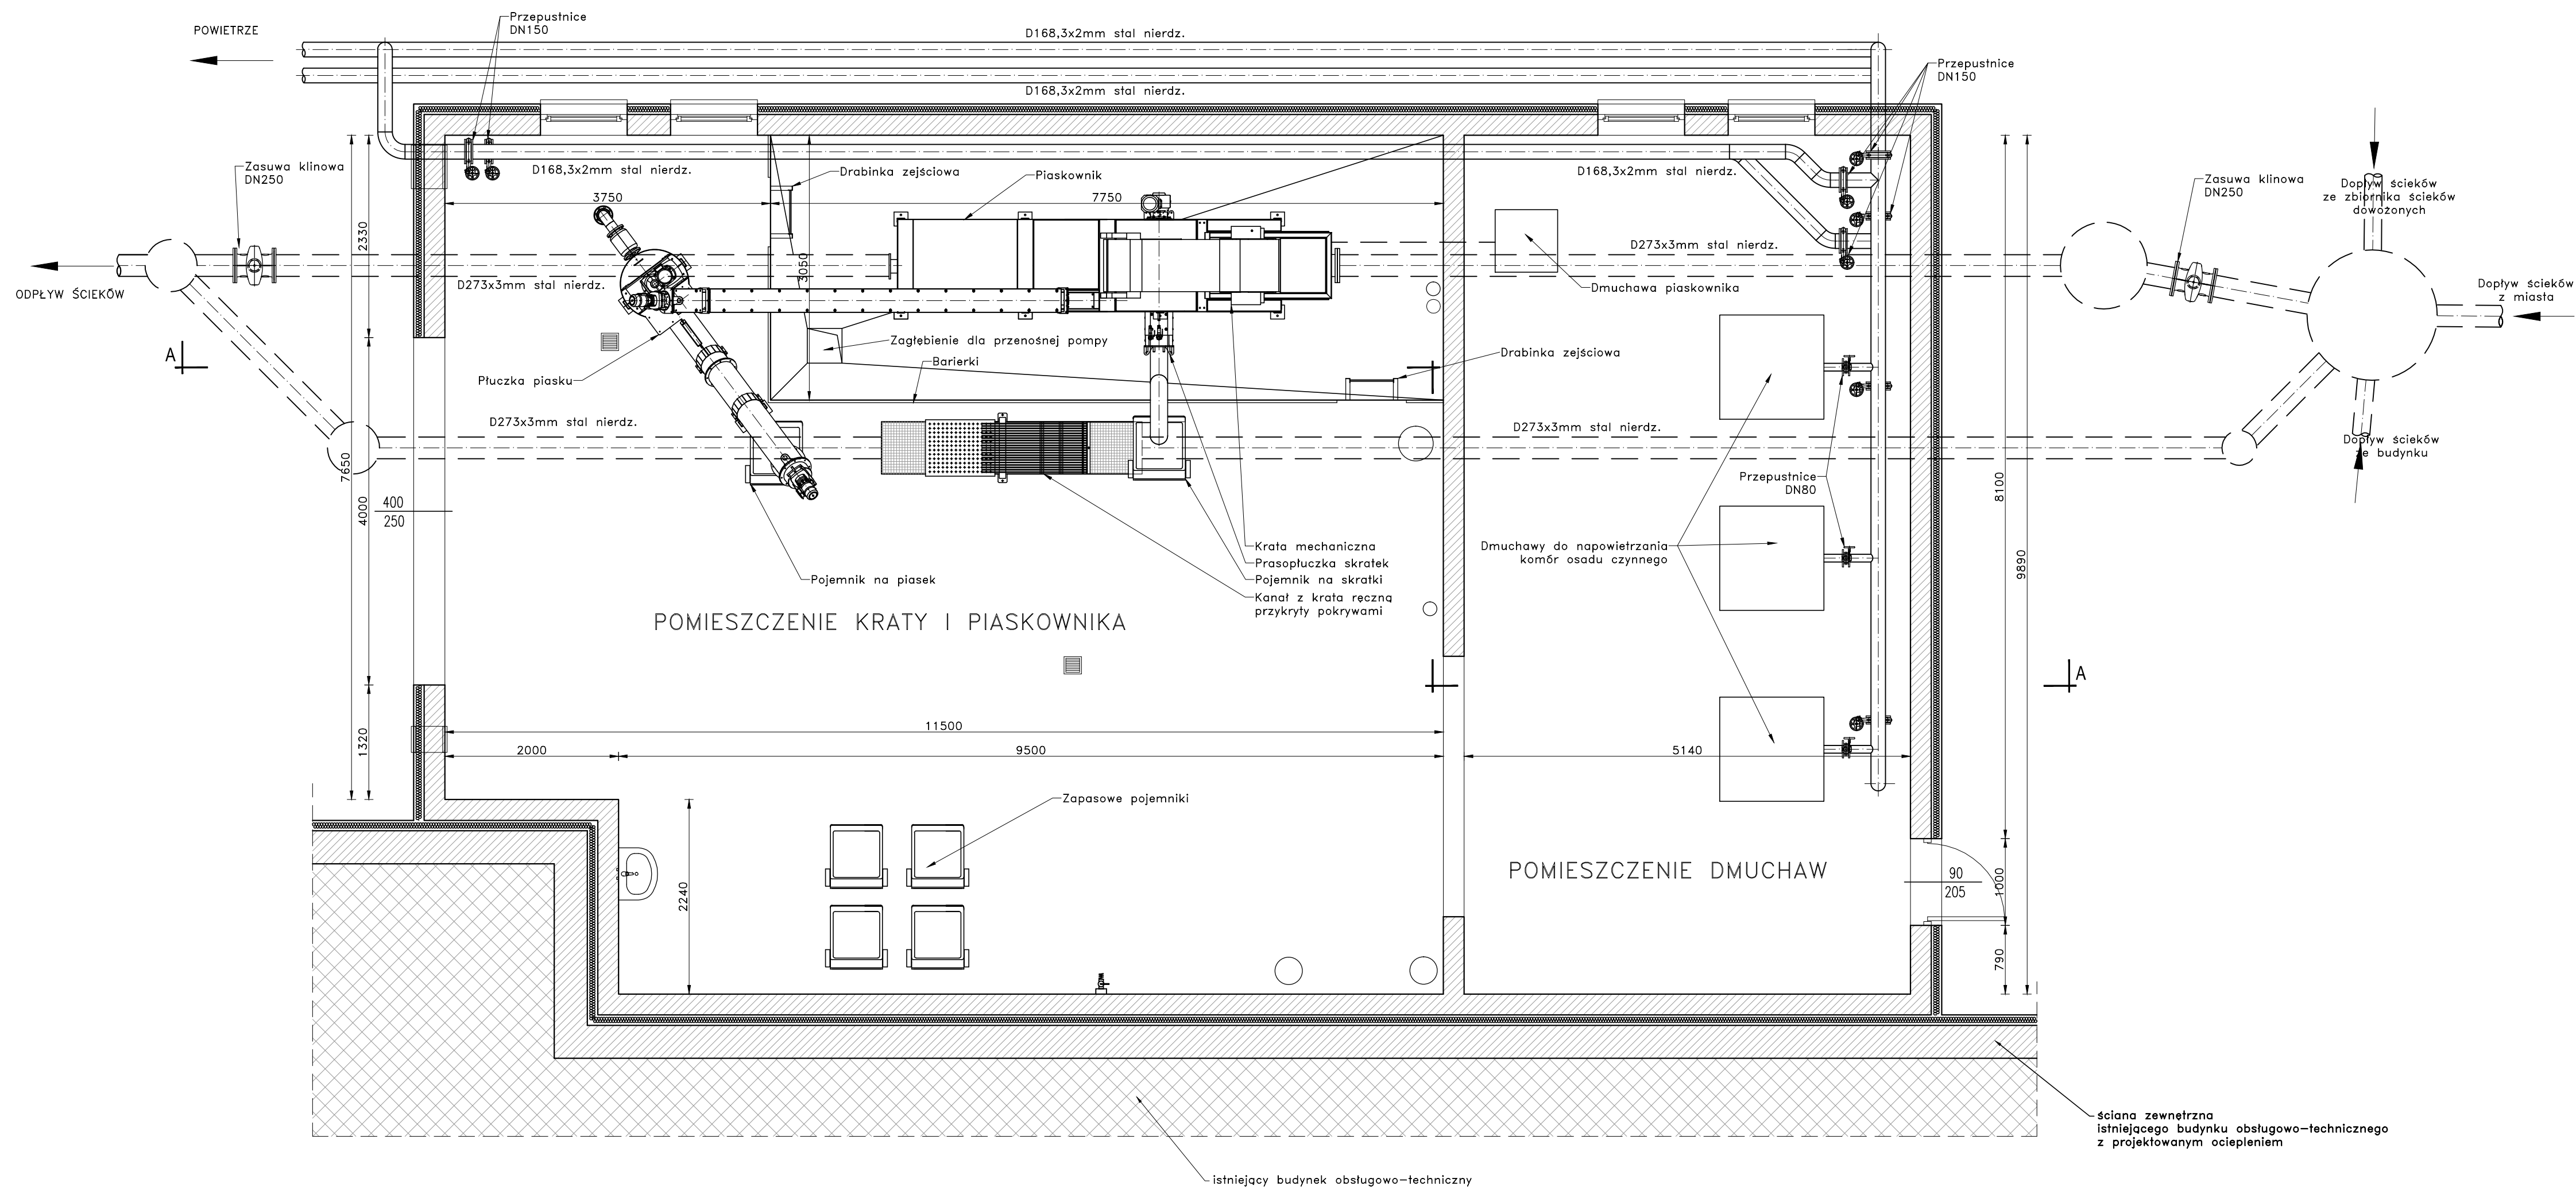 Przepustnice
DN150
POWIETRZE
D168,3x2mm stal nierdz.
Przepustnice
DN150
D168,3x2mm stal nierdz.
Zasuwa klinowa
DN250
D168,3x2mm stal nierdz.
Drabinka zejściowa
Piaskownik
D168,3x2mm stal nierdz.
Zasuwa klinowa
DN250
Dopływ ścieków
ze zbiornika ścieków
dowożonych
3750
7750
2330
3050
D273x3mm stal nierdz.
D273x3mm stal nierdz.
ODPŁYW ŚCIEKÓW
Dmuchawa piaskownika
Dopływ ścieków
z miasta
Zagłębienie dla przenośnej pompy
A
Barierki
Drabinka zejściowa
Płuczka piasku
D273x3mm stal nierdz.
D273x3mm stal nierdz.
Dopływ ścieków
ze budynku
7650
4000
400
250
Przepustnice
DN80
8100
9890
Krata mechaniczna
Prasopłuczka skratek
Pojemnik na skratki
Kanał z krata ręczną
przykryty pokrywami
Dmuchawy do napowietrzania
komór osadu czynnego
Pojemnik na piasek
POMIESZCZENIE KRATY I PIASKOWNIKA
A
11500
1320
2000
9500
5140
Zapasowe pojemniki
POMIESZCZENIE DMUCHAW
2240
90
205
1000
790
ściana zewnętrzna
istniejącego budynku obsługowo-technicznego
z projektowanym ociepleniem
istniejący budynek obsługowo-techniczny